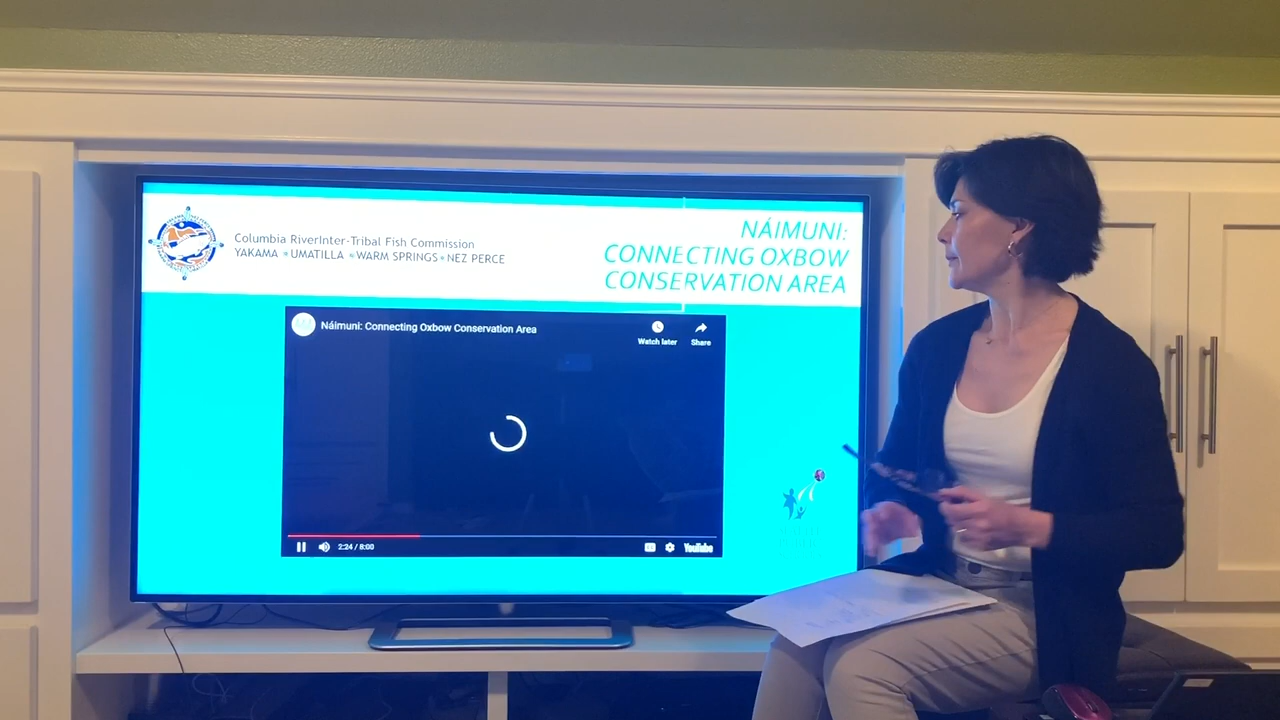 Columbia RiverInter-Tribal Fish Commission
YAKAMA UMATILLA WARM SPRINGS NEZ PERCE
NÁIMUNI:
CONNECTING OXBOW
CONSERVATION AREA
Náimuni: Connecting Oxbow Conservation Area
Watch later
Share
2:24 / 8:00
YouTube